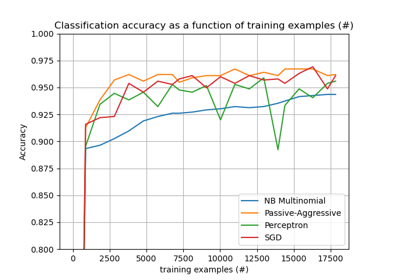 Classification accuracy as a function of training examples (#)
1.000
0.975
0.950
0.925
0.900
0.875
0.850
0.825
0.800
Accuracy
NB Multinomial
Passive-Aggressive
Perceptron
SGD
0 2500 5000 7500 10000 12500 15000 17500
training examples (#)